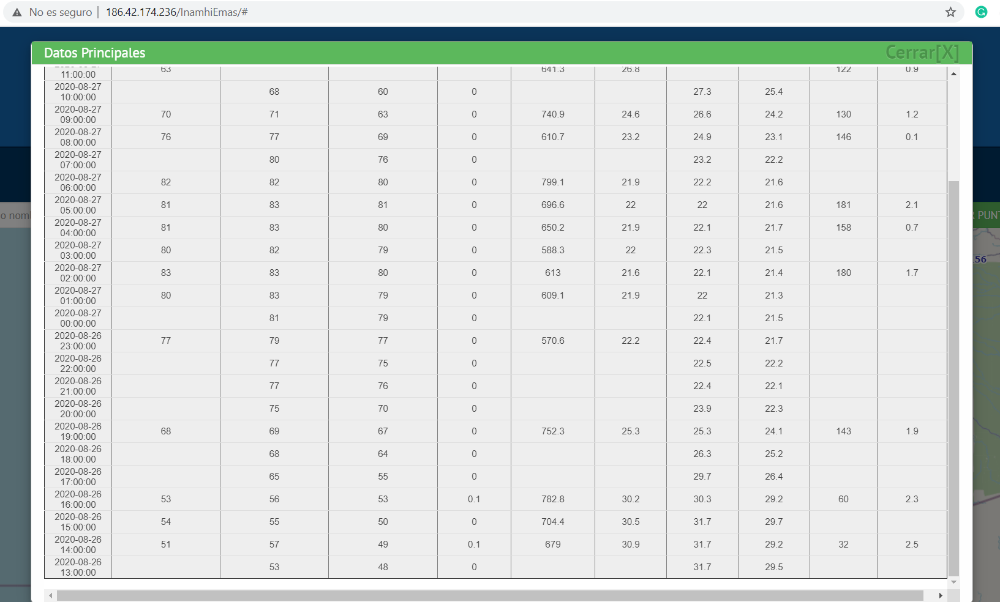 No es seguro | 186.42.174.236/InamhiEmas/#
Datos Principales Cerrar[X]
11:00:00 63 641.3 26.8 122 0.9
2020-08-27
10:00:00 68 60 0 27.3 25.4
2020-08-27
09:00:00 70 71 63 0 740.9 24.6 26.6 24.2 130 1.2
2020-08-27
08:00:00 76 77 69 0 610.7 23.2 24.9 23.1 146 0.1
2020-08-27
07:00:00 80 76 0 23.2 22.2
2020-08-27
06:00:00 82 82 80 0 799.1 21.9 22.2 21.6
2020-08-27
05:00:00 81 83 81 0 696.6 22 22 21.6 181 2.1
2020-08-27
04:00:00 81 83 80 0 650.2 21.9 22.1 21.7 158 0.7
2020-08-27
03:00:00 80 82 79 0 588.3 22 22.3 21.5
2020-08-27
02:00:00 83 83 80 0 613 21.6 22.1 21.4 180 1.7
2020-08-27
01:00:00 80 83 79 0 609.1 21.9 22 21.3
2020-08-27
00:00:00 81 79 0 22.1 21.5
2020-08-26
23:00:00 77 79 77 0 570.6 22.2 22.4 21.7
2020-08-26
22:00:00 77 75 0 22.5 22.2
2020-08-26
21:00:00 77 76 0 22.4 22.1
2020-08-26
20:00:00 75 70 0 23.9 22.3
2020-08-26
19:00:00 68 69 67 0 752.3 25.3 25.3 24.1 143 1.9
2020-08-26
18:00:00 68 64 0 26.3 25.2
2020-08-26
17:00:00 65 55 0 29.7 26.4
2020-08-26
16:00:00 53 56 53 0.1 782.8 30.2 30.3 29.2 60 2.3
2020-08-26
15:00:00 54 55 50 0 704.4 30.5 31.7 29.7
2020-08-26
14:00:00 51 57 49 0.1 679 30.9 31.7 29.2 32 2.5
2020-08-26
13:00:00 53 48 0 31.7 29.5
o nom
PUN
.56